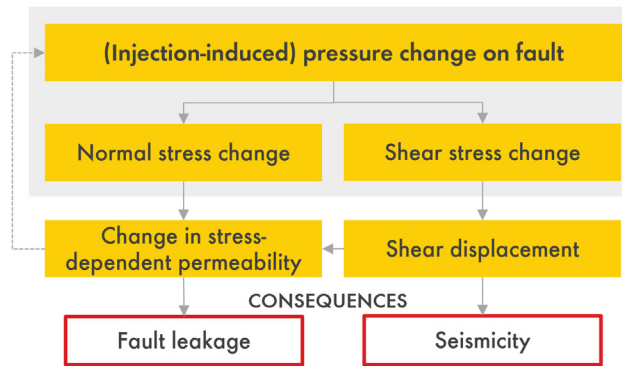 (Injection-induced) pressure change on fault
Normal stress change
Shear stress change
Change in stress-
dependent permeability
Shear displacement
CONSEQUENCES
Fault leakage
Seismicity